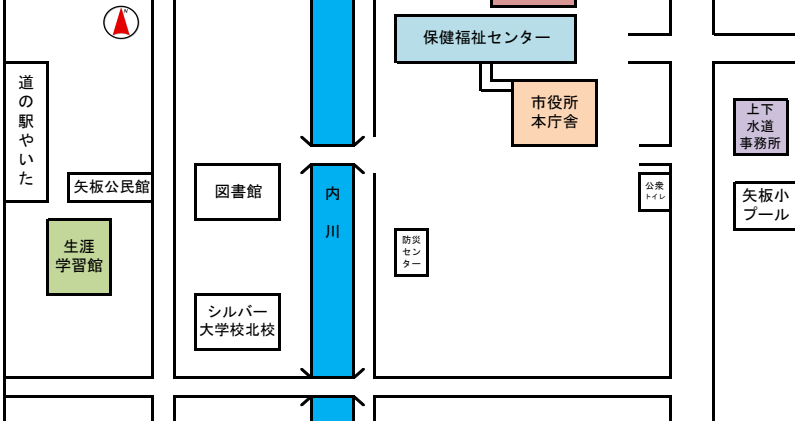 N
保健福祉センター
道の駅やいた
市役所
本庁舎
上下
水道
事務所
矢板公民館
図書館
内川
公衆
トイレ
矢板小
プール
生涯
学習館
防災
セン
ター
シルバー
大学校北校